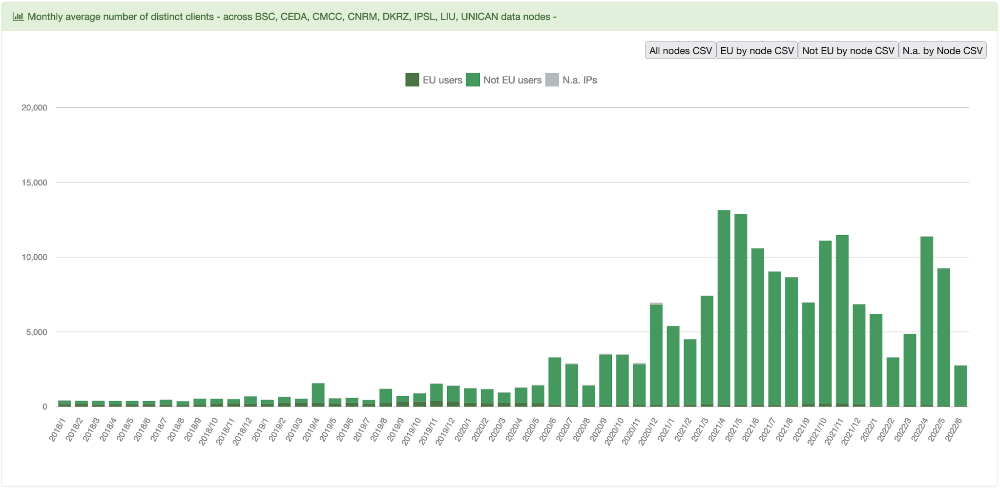 Monthly average number of distinct clients - across BSC, CEDA, CMCC, CNRM, DKRZ, IPSL, LIU, UNICAN data nodes -
All nodes CSV EU by node CSV Not EU by node CSV N.a. by Node CSV
EU users Not EU users N.a. IPs
20,000
15,000
10,000
5,000
0
2018/1 2018/2 2018/3 2018/4 2018/5 2018/6 2018/7 2018/8 2018/9 2018/10 2018/11 2018/12 2019/1 2019/2 2019/3 2019/4 2019/5 2019/6 2019/7 2019/8 2019/9 2019/10 2019/11 2019/12 2020/1 2020/2 2020/3 2020/4 2020/5 2020/6 2020/7 2020/8 2020/9 2020/10 2020/11 2020/12 2021/1 2021/2 2021/3 2021/4 2021/5 2021/6 2021/7 2021/8 2021/9 2021/10 2021/11 2021/12 2022/1 2022/2 2022/3 2022/4 2022/5 2022/6